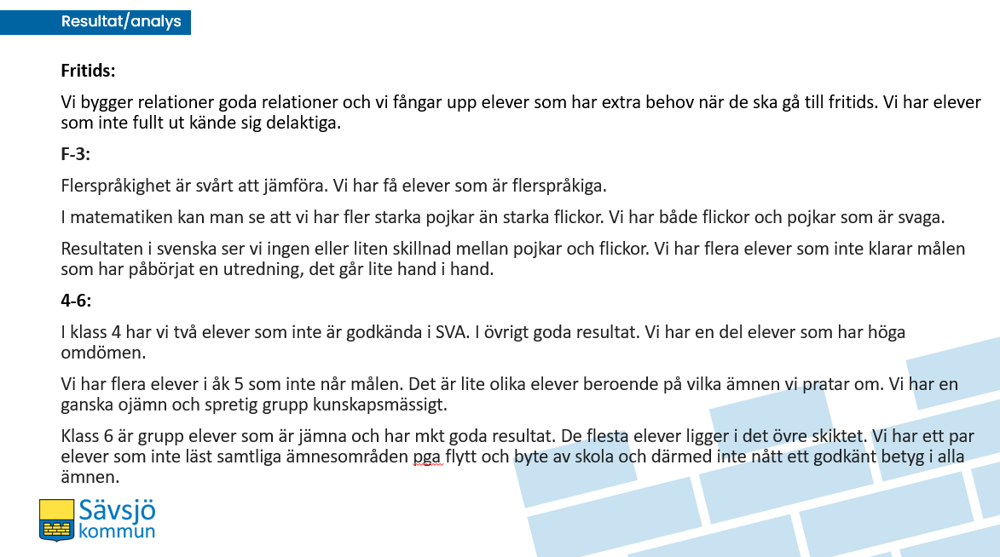 Resultat/analys
Fritids:
Vi bygger relationer goda relationer och vi fångar upp elever som har extra behov när de ska gå till fritids. Vi har elever
som inte fullt ut kände sig delaktiga.
F-3:
Flerspråkighet är svårt att jämföra. Vi har få elever som är flerspråkiga.
I matematiken kan man se att vi har fler starka pojkar än starka flickor. Vi har både flickor och pojkar som är svaga.
Resultaten i svenska ser vi ingen eller liten skillnad mellan pojkar och flickor. Vi har flera elever som inte klarar målen
som har påbörjat en utredning, det går lite hand i hand.
4-6:
I klass 4 har vi två elever som inte är godkända i SVA. I övrigt goda resultat. Vi har en del elever som har höga
omdömen.
Vi har flera elever i åk 5 som inte når målen. Det är lite olika elever beroende på vilka ämnen vi pratar om. Vi har en
ganska ojämn och spretig grupp kunskapsmässigt.
Klass 6 är grupp elever som är jämna och har mkt goda resultat. De flesta elever ligger i det övre skiktet. Vi har ett par
elever som inte läst samtliga ämnesområden pga flytt och byte av skola och därmed inte nått ett godkänt betyg i alla
ämnen.
Sävsjö
kommun